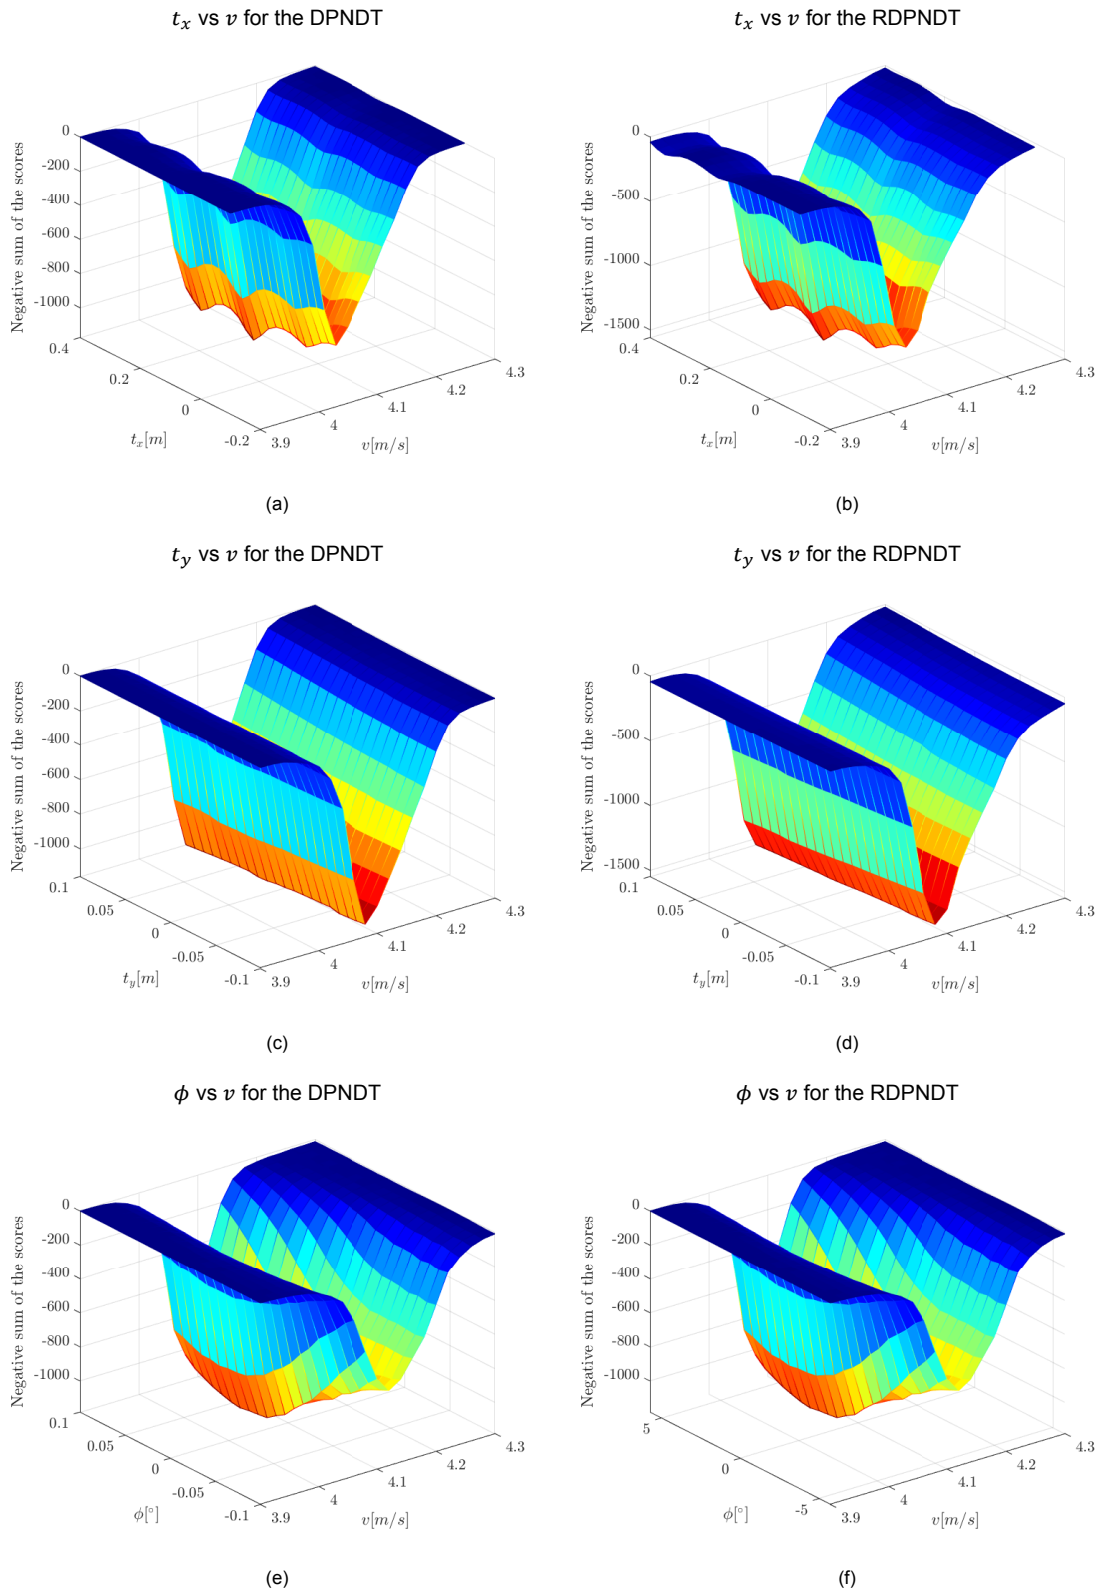 t_x vs v for the DPNDT
t_x vs v for the RDPNDT
Negative sum of the scores
0
-200
-400
-600
-800
-1000
0.4
0.2
0
-0.2
t_x[m]
3.9
4
4.1
4.2
4.3
v[m/s]
Negative sum of the scores
0
-500
-1000
-1500
0.4
0.2
0
-0.2
t_x[m]
3.9
4
4.1
4.2
4.3
v[m/s]
(a)
(b)
t_y vs v for the DPNDT
t_y vs v for the RDPNDT
Negative sum of the scores
0
-200
-400
-600
-800
-1000
0.1
0.05
0
-0.05
-0.1
t_y[m]
3.9
4
4.1
4.2
4.3
v[m/s]
Negative sum of the scores
0
-500
-1000
-1500
0.1
0.05
0
-0.05
-0.1
t_y[m]
3.9
4
4.1
4.2
4.3
v[m/s]
(c)
(d)
ϕ vs v for the DPNDT
ϕ vs v for the RDPNDT
Negative sum of the scores
0
-200
-400
-600
-800
-1000
0.1
0.05
0
-0.05
-0.1
ϕ[°]
3.9
4
4.1
4.2
4.3
v[m/s]
Negative sum of the scores
0
-200
-400
-600
-800
-1000
5
0
-5
ϕ[°]
3.9
4
4.1
4.2
4.3
v[m/s]
(e)
(f)